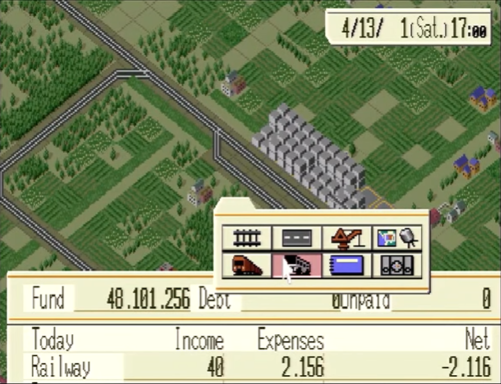 4/13/ 1(Sat.)17:00
Fund 48.101.256 Debt 0Unpaid 0
Today Income Expenses Net
Railway 40 2.156 -2.116